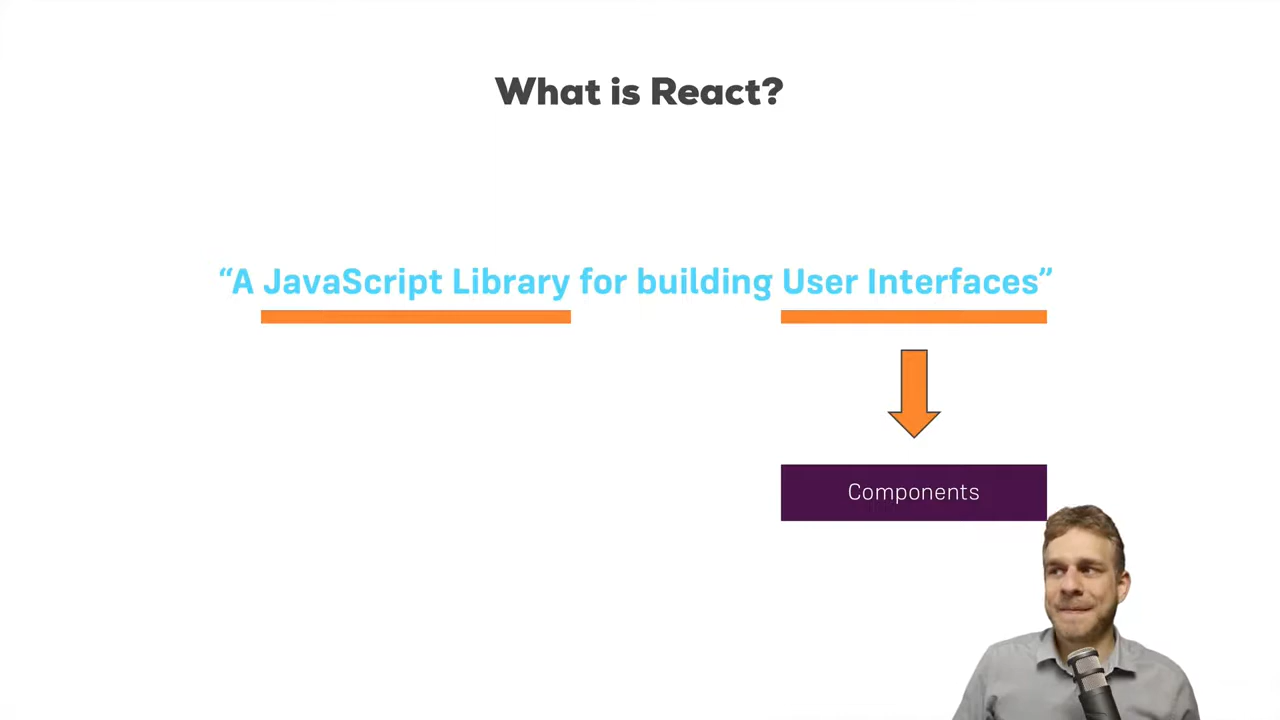 What is React?
“A JavaScript Library for building User Interfaces”
Components